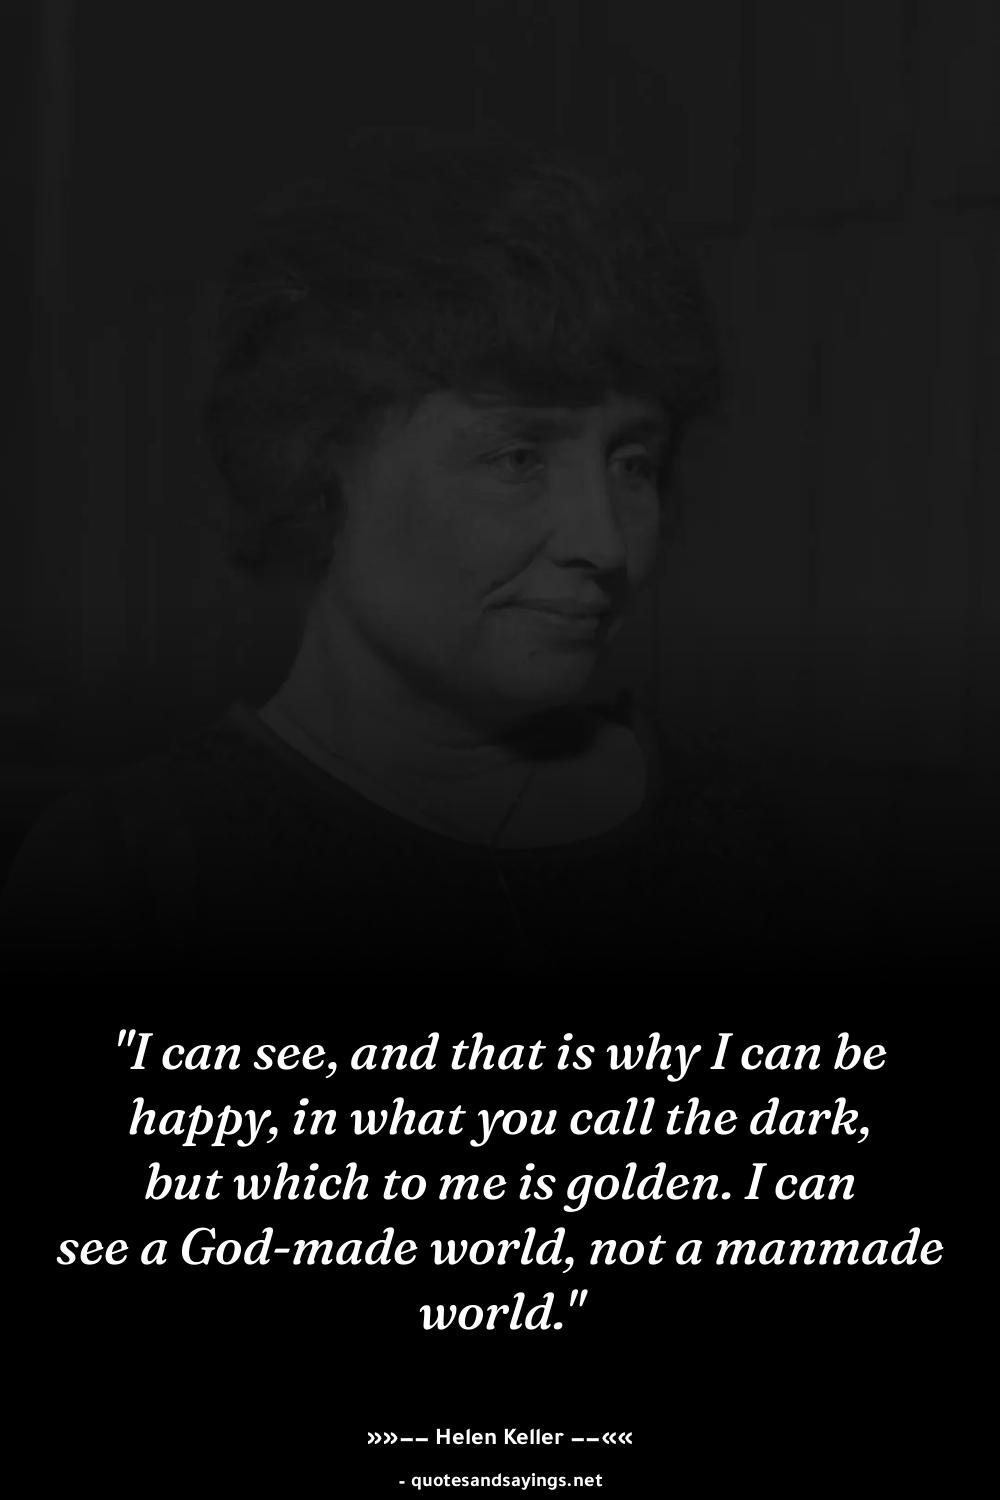 "I can see, and that is why I can be
happy, in what you call the dark,
but which to me is golden. I can
see a God-made world, not a manmade
world."
»»–– Helen Keller ––««
- quotesandsayings.net